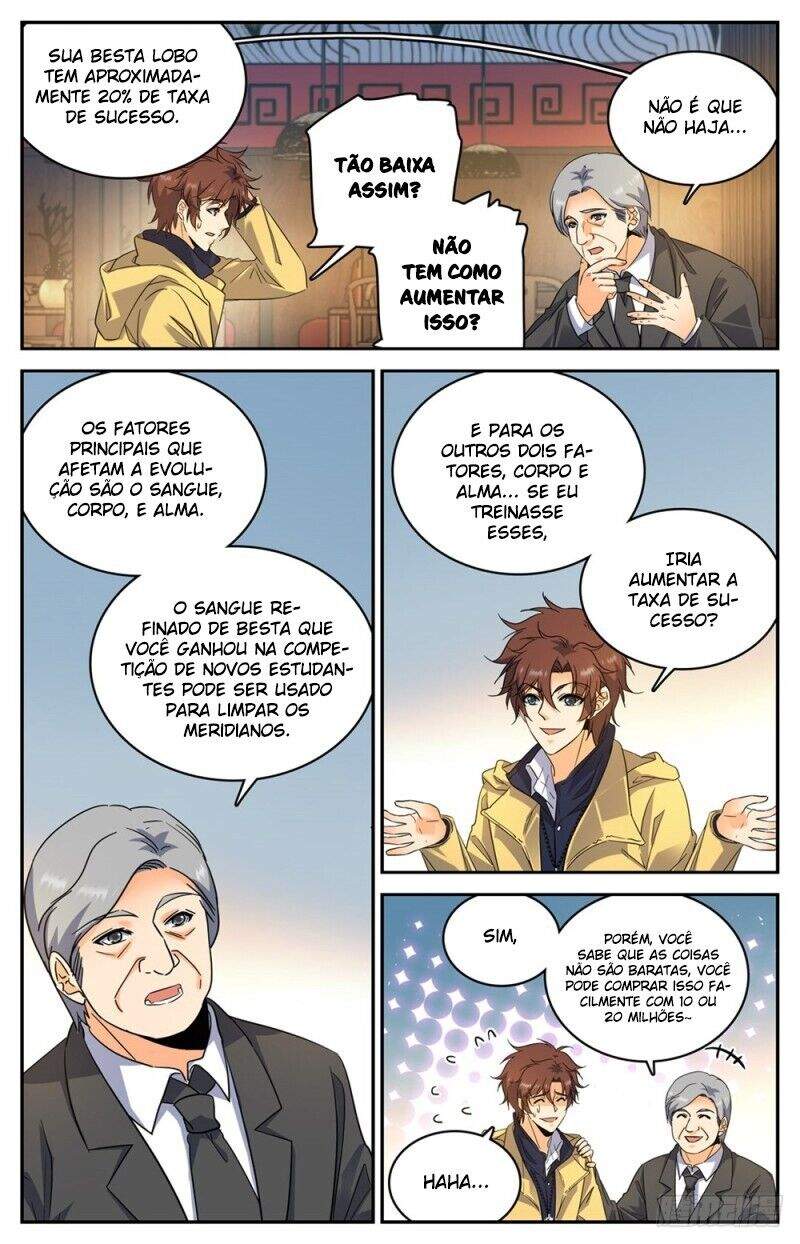 SUA BESTA LOBO
TEM APROXIMADA-
MENTE 20% DE TAXA
DE SUCESSO.
TÃO BAIXA
ASSIM?
NÃO
TEM COMO
AUMENTAR
ISSO?
NÃO É QUE
NÃO HAJA...
OS FATORES
PRINCIPAIS QUE
AFETAM A EVOLU-
ÇÃO SÃO O SANGUE,
CORPO, E ALMA.
O SANGUE RE-
FINADO DE BESTA QUE
VOCÊ GANHOU NA COMPE-
TIÇÃO DE NOVOS ESTUDAN-
TES PODE SER USADO
PARA LIMPAR OS
MERIDIANOS.
E PARA OS
OUTROS DOIS FA-
TORES, CORPO E
ALMA... SE EU
TREINASSE
ESSES,
IRIA
AUMENTAR A
TAXA DE SU-
CESSO?
SIM,
PORÉM, VOCÊ
SABE QUE AS COISAS
NÃO SÃO BARATAS, VOCÊ
PODE COMPRAR ISSO FA-
CILMENTE COM 10 OU
20 MILHÕES~
HAHA...